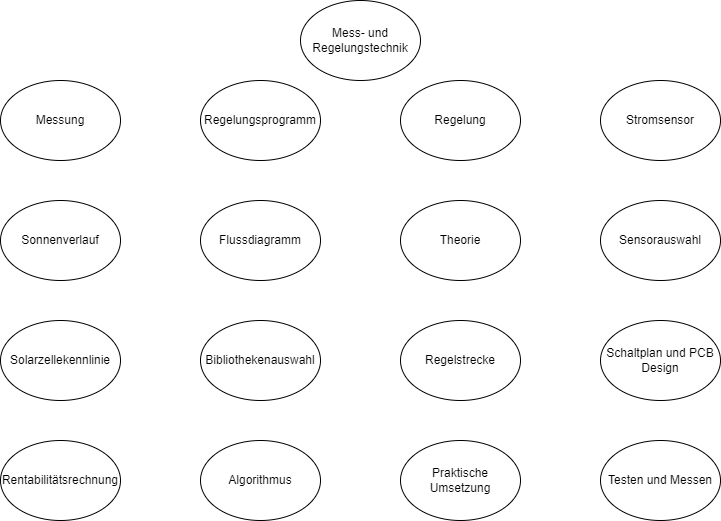 Mess- und
Regelungstechnik
Messung
Regelungsprogramm
Regelung
Stromsensor
Sonnenverlauf
Flussdiagramm
Theorie
Sensorauswahl
Solarzellekennlinie
Bibliothekenauswahl
Regelstrecke
Schaltplan und PCB
Design
Rentabilitätsrechnung
Algorithmus
Praktische
Umsetzung
Testen und Messen